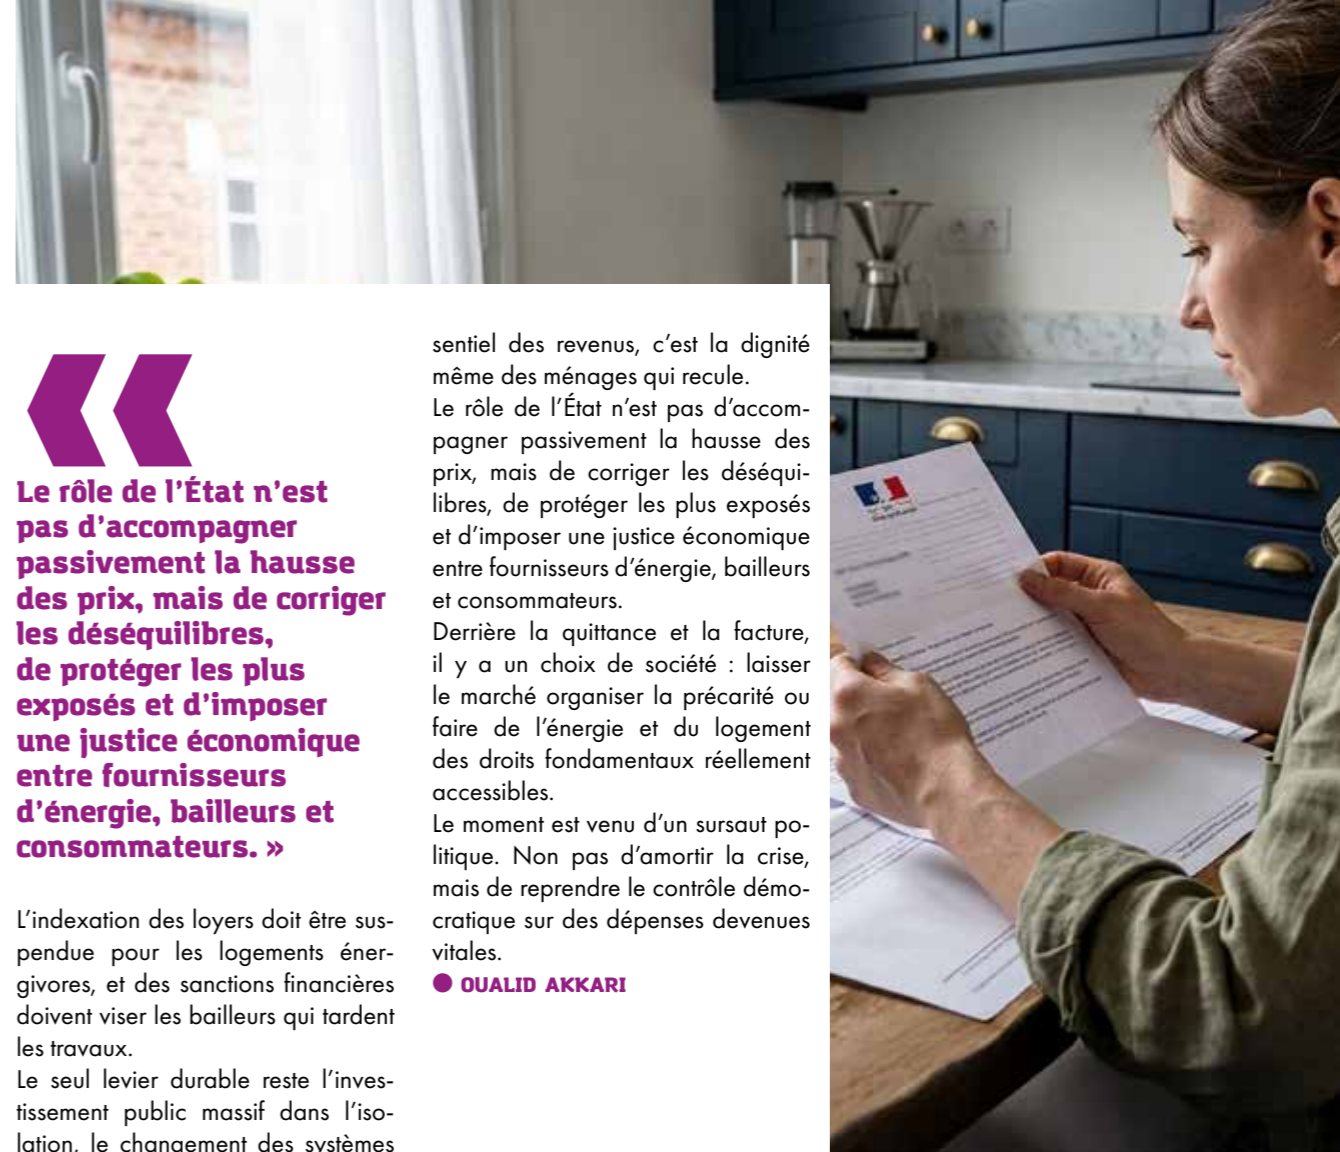 «
Le rôle de l’État n’est
pas d’accompagner
passivement la hausse
des prix, mais de corriger
les déséquilibres,
de protéger les plus
exposés et d’imposer
une justice économique
entre fournisseurs
d’énergie, bailleurs et
consommateurs. »
L’indexation des loyers doit être sus-
pendue pour les logements éner-
givores, et des sanctions financières
doivent viser les bailleurs qui tardent
les travaux.
Le seul levier durable reste l’inves-
tissement public massif dans l’iso-
lation, le changement des systèmes
sentiel des revenus, c’est la dignité
même des ménages qui recule.
Le rôle de l’État n’est pas d’accom-
pagner passivement la hausse des
prix, mais de corriger les déséqui-
libres, de protéger les plus exposés
et d’imposer une justice économique
entre fournisseurs d’énergie, bailleurs
et consommateurs.
Derrière la quittance et la facture,
il y a un choix de société : laisser
le marché organiser la précarité ou
faire de l’énergie et du logement
des droits fondamentaux réellement
accessibles.
Le moment est venu d’un sursaut po-
litique. Non pas d’amortir la crise,
mais de reprendre le contrôle démo-
cratique sur des dépenses devenues
vitales.
● OUALID AKKARI